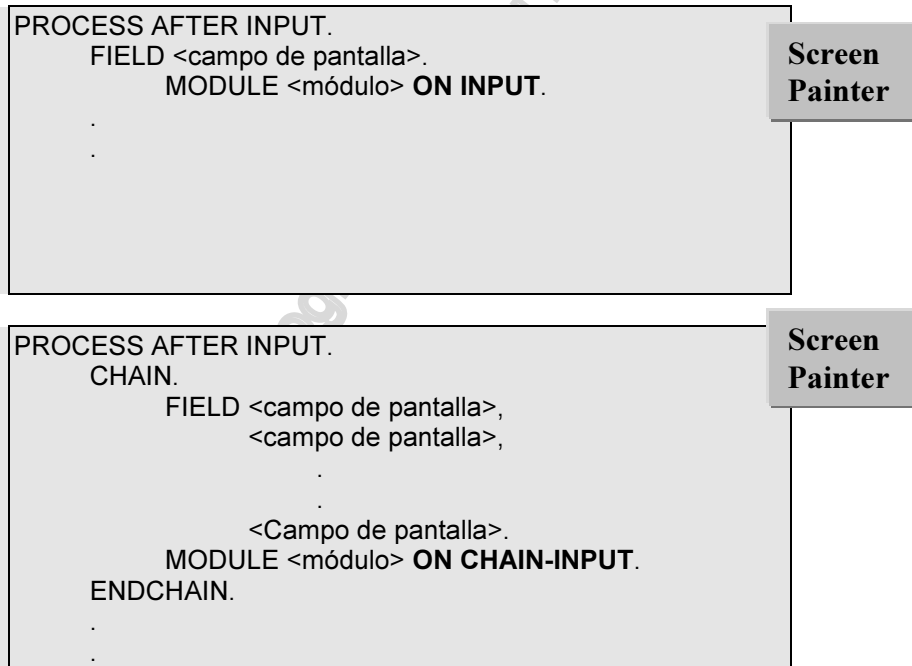 PROCESS AFTER INPUT.
FIELD <campo de pantalla>.
MODULE <módulo> ON INPUT.
.
.
Screen
Painter
PROCESS AFTER INPUT.
CHAIN.
FIELD <campo de pantalla>,
<campo de pantalla>,
.
.
<Campo de pantalla>.
MODULE <módulo> ON CHAIN-INPUT.
ENDCHAIN.
.
.
Screen
Painter